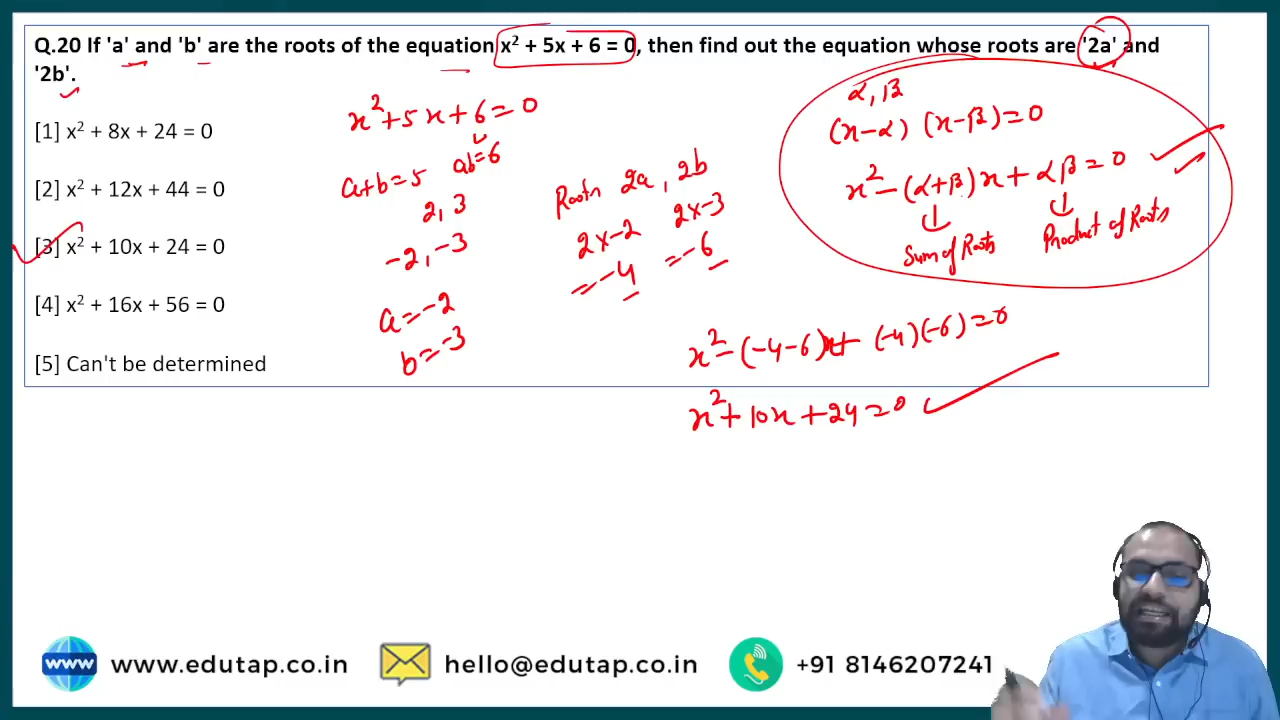 Q.20 If 'a' and 'b' are the roots of the equation x² + 5x + 6 = 0, then find out the equation whose roots are '2a' and
'2b'.
[1] x² + 8x + 24 = 0
[2] x² + 12x + 44 = 0
[3] x² + 10x + 24 = 0
[4] x² + 16x + 56 = 0
[5] Can't be determined
x² + 5x + 6 = 0
a+b = 5 ab = 6
2, 3
-2, -3
a = -2
b = -3
Roots 2a, 2b
2x-2 2x-3
= -4 = -6
α, β
(x-α) (x-β) = 0
x² - (α+β)x + αβ = 0
Sum of Roots Product of Roots
x² - (-4-6)x + (-4)(-6) = 0
x² + 10x + 24 = 0
www www.edutap.co.in hello@edutap.co.in +91 8146207241